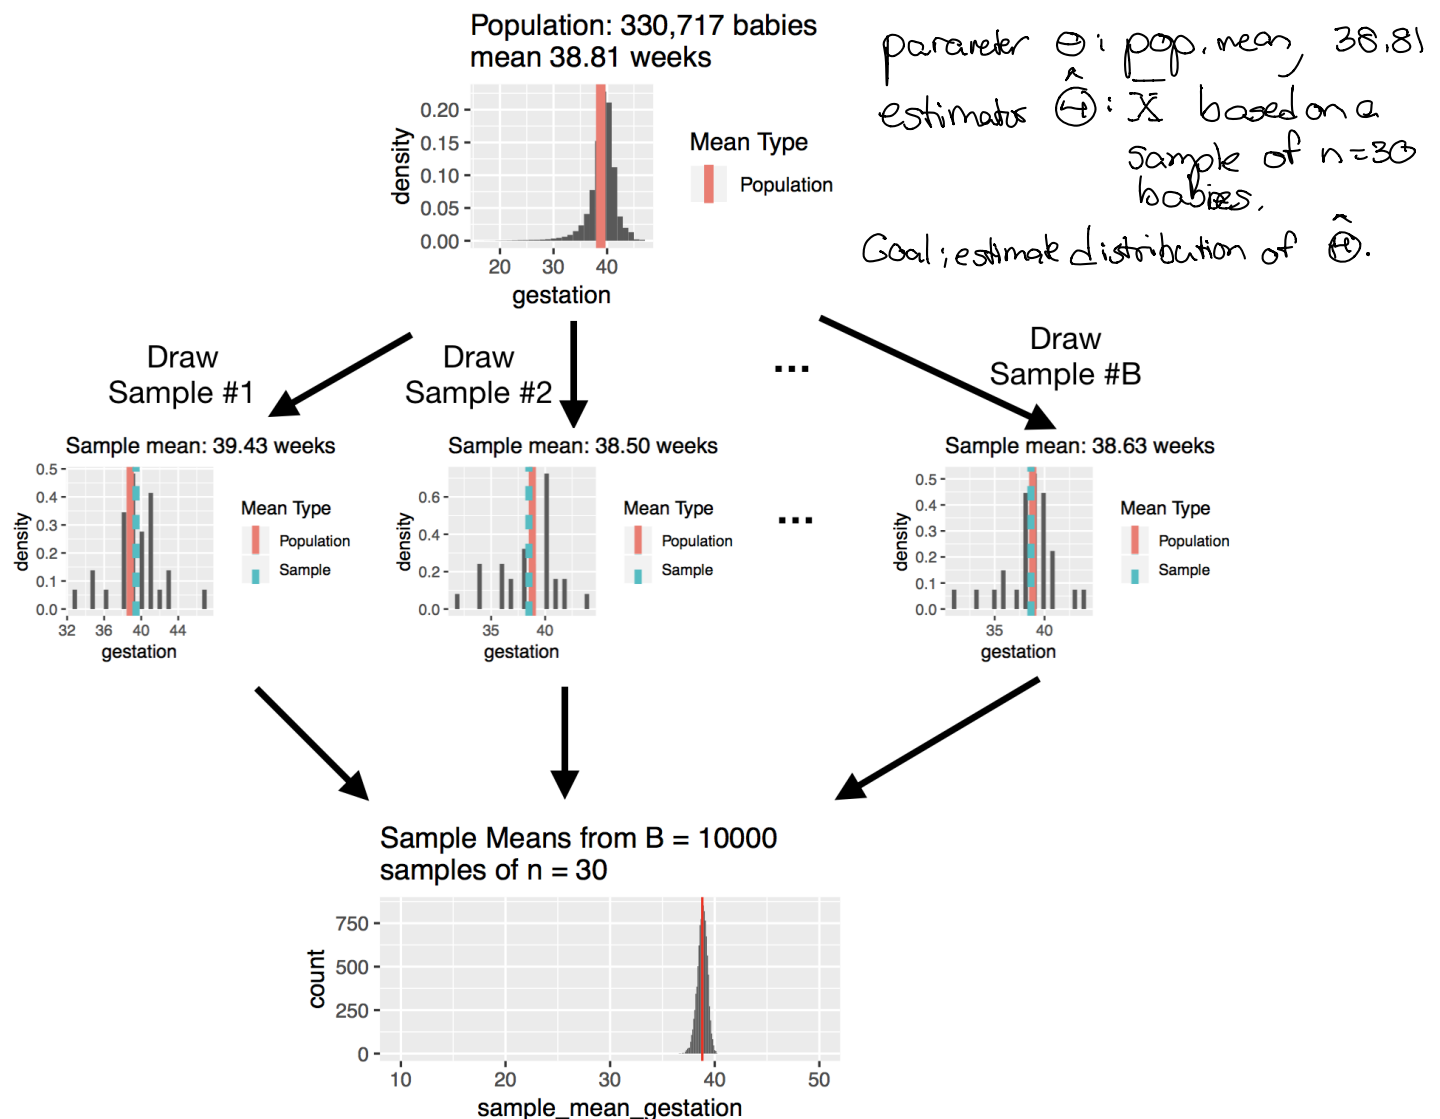 Population: 330,717 babies
mean 38.81 weeks
parameter Θ: pop. mean, 38.81
estimator Θ̂: X̄ based on a
sample of n=30
babies.
Goal: estimate distribution of Θ̂.
density
0.20
0.15
0.10
0.05
0.00
20 30 40
gestation
Mean Type
Population
Draw
Sample #1
Draw
Sample #2
...
Draw
Sample #B
Sample mean: 39.43 weeks
density
0.5
0.4
0.3
0.2
0.1
0.0
32 36 40 44
gestation
Mean Type
Population
Sample
Sample mean: 38.50 weeks
density
0.6
0.4
0.2
0.0
35 40
gestation
Mean Type
Population
Sample
...
Sample mean: 38.63 weeks
density
0.5
0.4
0.3
0.2
0.1
0.0
35 40
gestation
Mean Type
Population
Sample
Sample Means from B = 10000
samples of n = 30
count
750
500
250
0
10 20 30 40 50
sample_mean_gestation